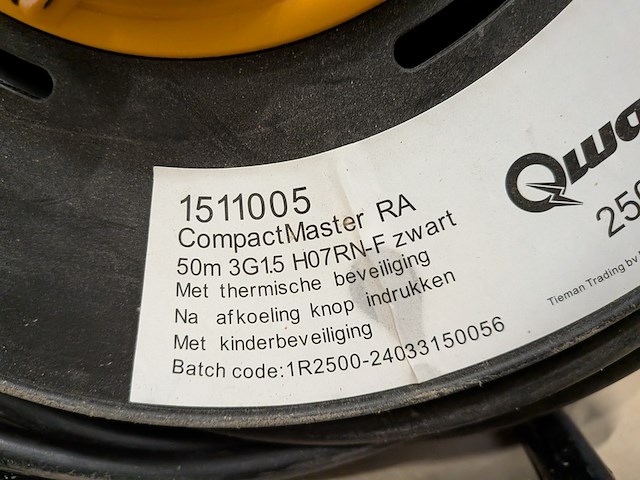 1511005
CompactMaster RA
50m 3G1.5 H07RN-F zwart
Met thermische beveiliging
Na afkoeling knop indrukken
Met kinderbeveiliging
Batch code:1R2500-24033150056
Tieman Trading bv